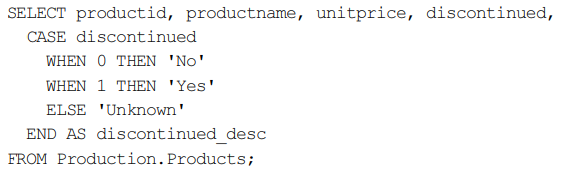 SELECT productid, productname, unitprice, discontinued,
  CASE discontinued
    WHEN 0 THEN 'No'
    WHEN 1 THEN 'Yes'
    ELSE 'Unknown'
  END AS discontinued_desc
FROM Production.Products;